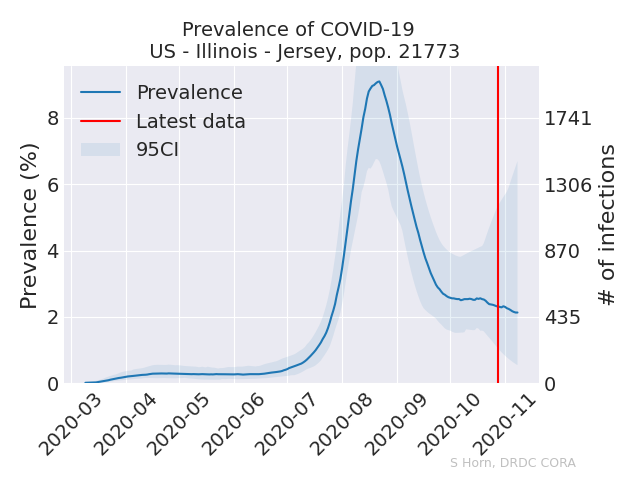 Prevalence of COVID-19
US - Illinois - Jersey, pop. 21773
Prevalence
Latest data
95CI
Prevalence (%)
8
6
4
2
0
1741
1306
870
435
0
# of infections
2020-03
2020-04
2020-05
2020-06
2020-07
2020-08
2020-09
2020-10
2020-11
S Horn, DRDC CORA